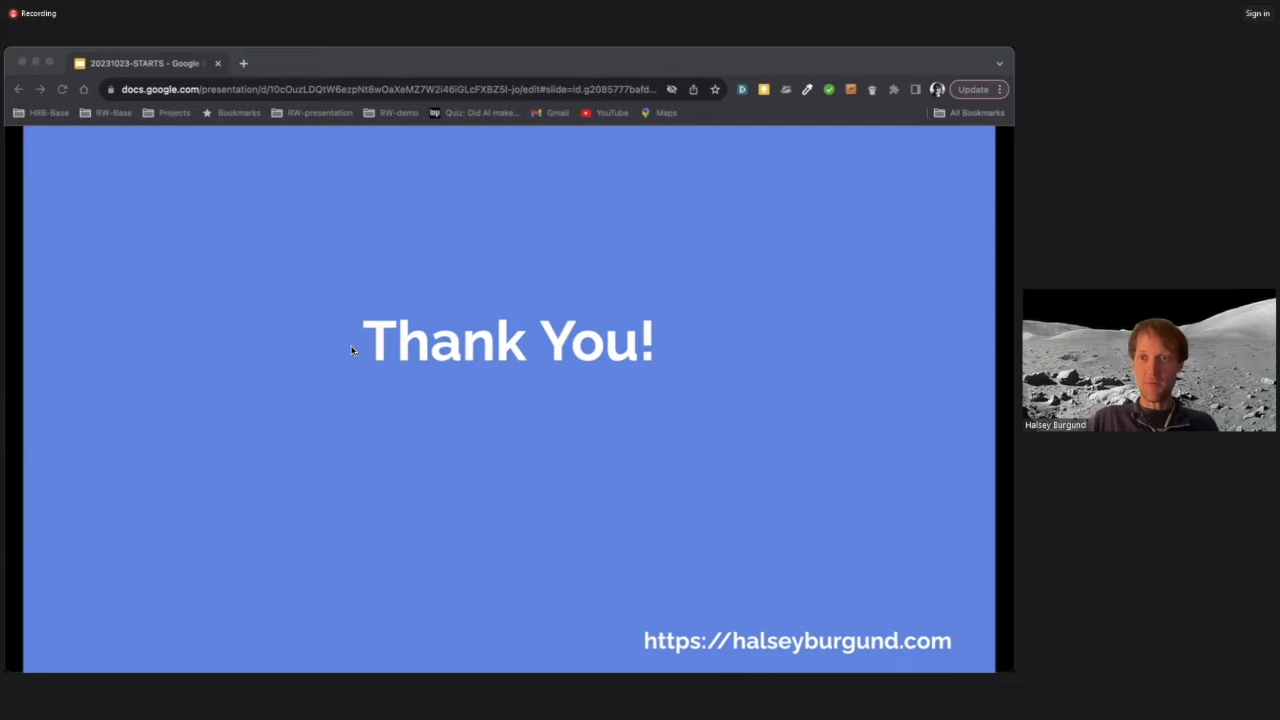 Recording
Sign in
20231023-STARTS - Google S
docs.google.com/presentation/d/10cOuzLDQtW6ezpNt8wOaXeMZ7W2i46iGLcFXBZ5I-jo/edit#slide=id.g2085777bafd...
Update
HRB-Base RW-Base Projects Bookmarks RW-presentation RW-demo Quiz: Did AI make... Gmail YouTube Maps All Bookmarks
Thank You!
Halsey Burgund
https://halseyburgund.com